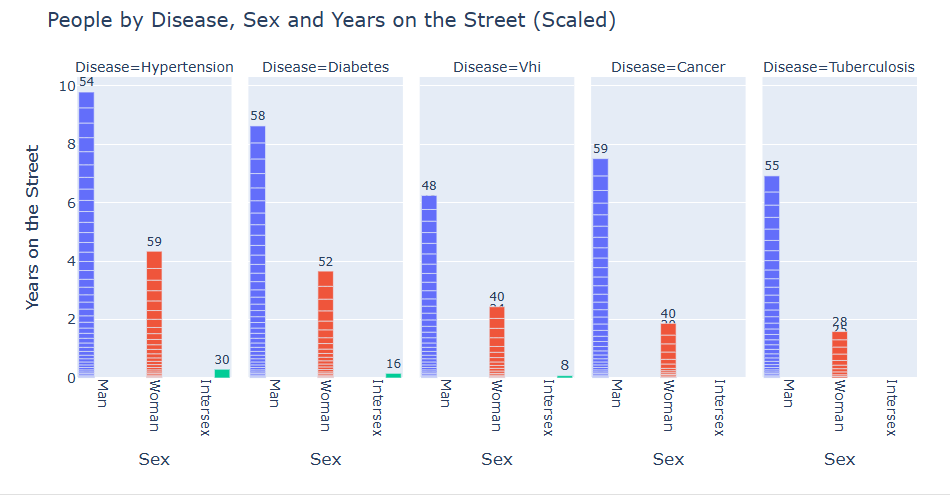 People by Disease, Sex and Years on the Street (Scaled)
Disease=Hypertension Disease=Diabetes Disease=Vhi Disease=Cancer Disease=Tuberculosis
Years on the Street
10
8
6
4
2
0
54 59 30
58 52 16
48 40 8
59 40
55 28
Man Woman Intersex Man Woman Intersex Man Woman Intersex Man Woman Intersex Man Woman Intersex
Sex Sex Sex Sex Sex